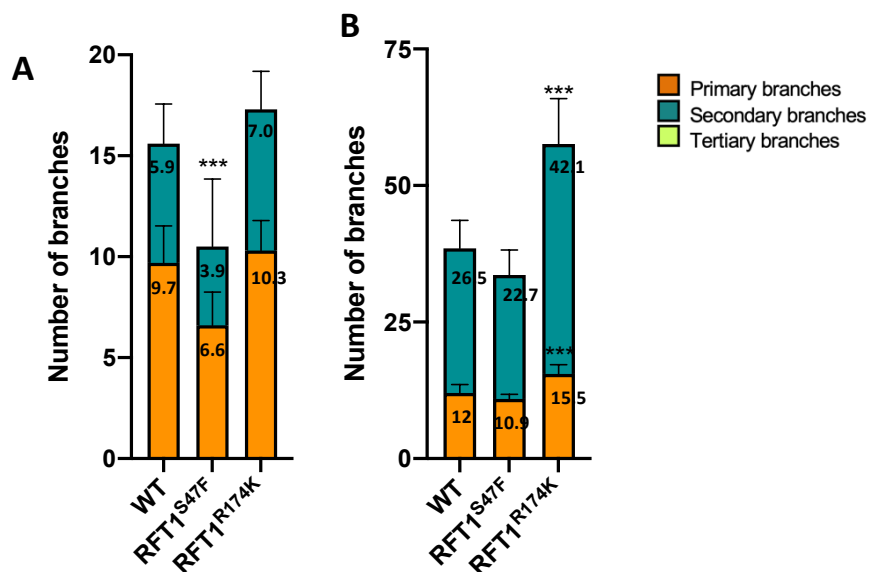 A
Number of branches
20
15
10
5
0
5.9
9.7
***
3.9
6.6
7.0
10.3
WT
RFT1S47F
RFT1R174K
B
Number of branches
75
50
25
0
26.5
12
22.7
10.9
***
42.1
***
15.5
WT
RFT1S47F
RFT1R174K
Primary branches
Secondary branches
Tertiary branches